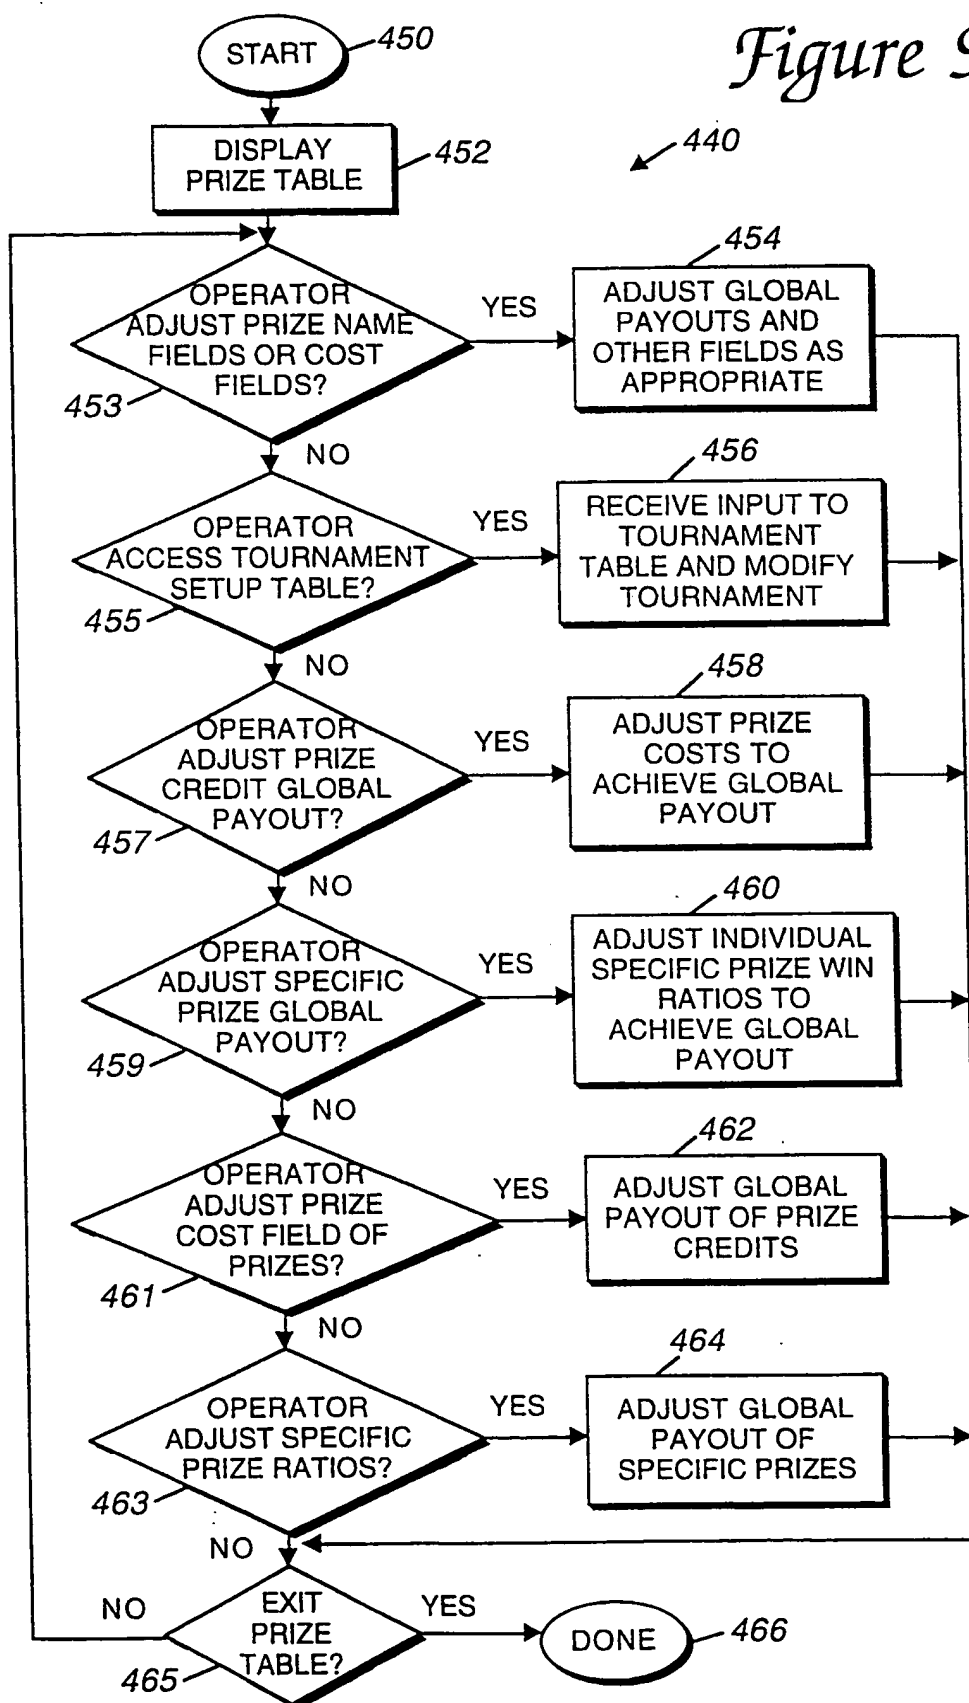 Figure 9
START
450
DISPLAY
PRIZE TABLE
452
440
OPERATOR
ADJUST PRIZE NAME
FIELDS OR COST
FIELDS?
453
YES
454
ADJUST GLOBAL
PAYOUTS AND
OTHER FIELDS AS
APPROPRIATE
NO
OPERATOR
ACCESS TOURNAMENT
SETUP TABLE?
455
YES
456
RECEIVE INPUT TO
TOURNAMENT
TABLE AND MODIFY
TOURNAMENT
NO
OPERATOR
ADJUST PRIZE
CREDIT GLOBAL
PAYOUT?
457
YES
458
ADJUST PRIZE
COSTS TO
ACHIEVE GLOBAL
PAYOUT
NO
OPERATOR
ADJUST SPECIFIC
PRIZE GLOBAL
PAYOUT?
459
YES
460
ADJUST INDIVIDUAL
SPECIFIC PRIZE WIN
RATIOS TO
ACHIEVE GLOBAL
PAYOUT
NO
OPERATOR
ADJUST PRIZE
COST FIELD OF
PRIZES?
461
YES
462
ADJUST GLOBAL
PAYOUT OF PRIZE
CREDITS
NO
OPERATOR
ADJUST SPECIFIC
PRIZE RATIOS?
463
YES
464
ADJUST GLOBAL
PAYOUT OF
SPECIFIC PRIZES
NO
EXIT
PRIZE
TABLE?
465
NO
YES
DONE
466